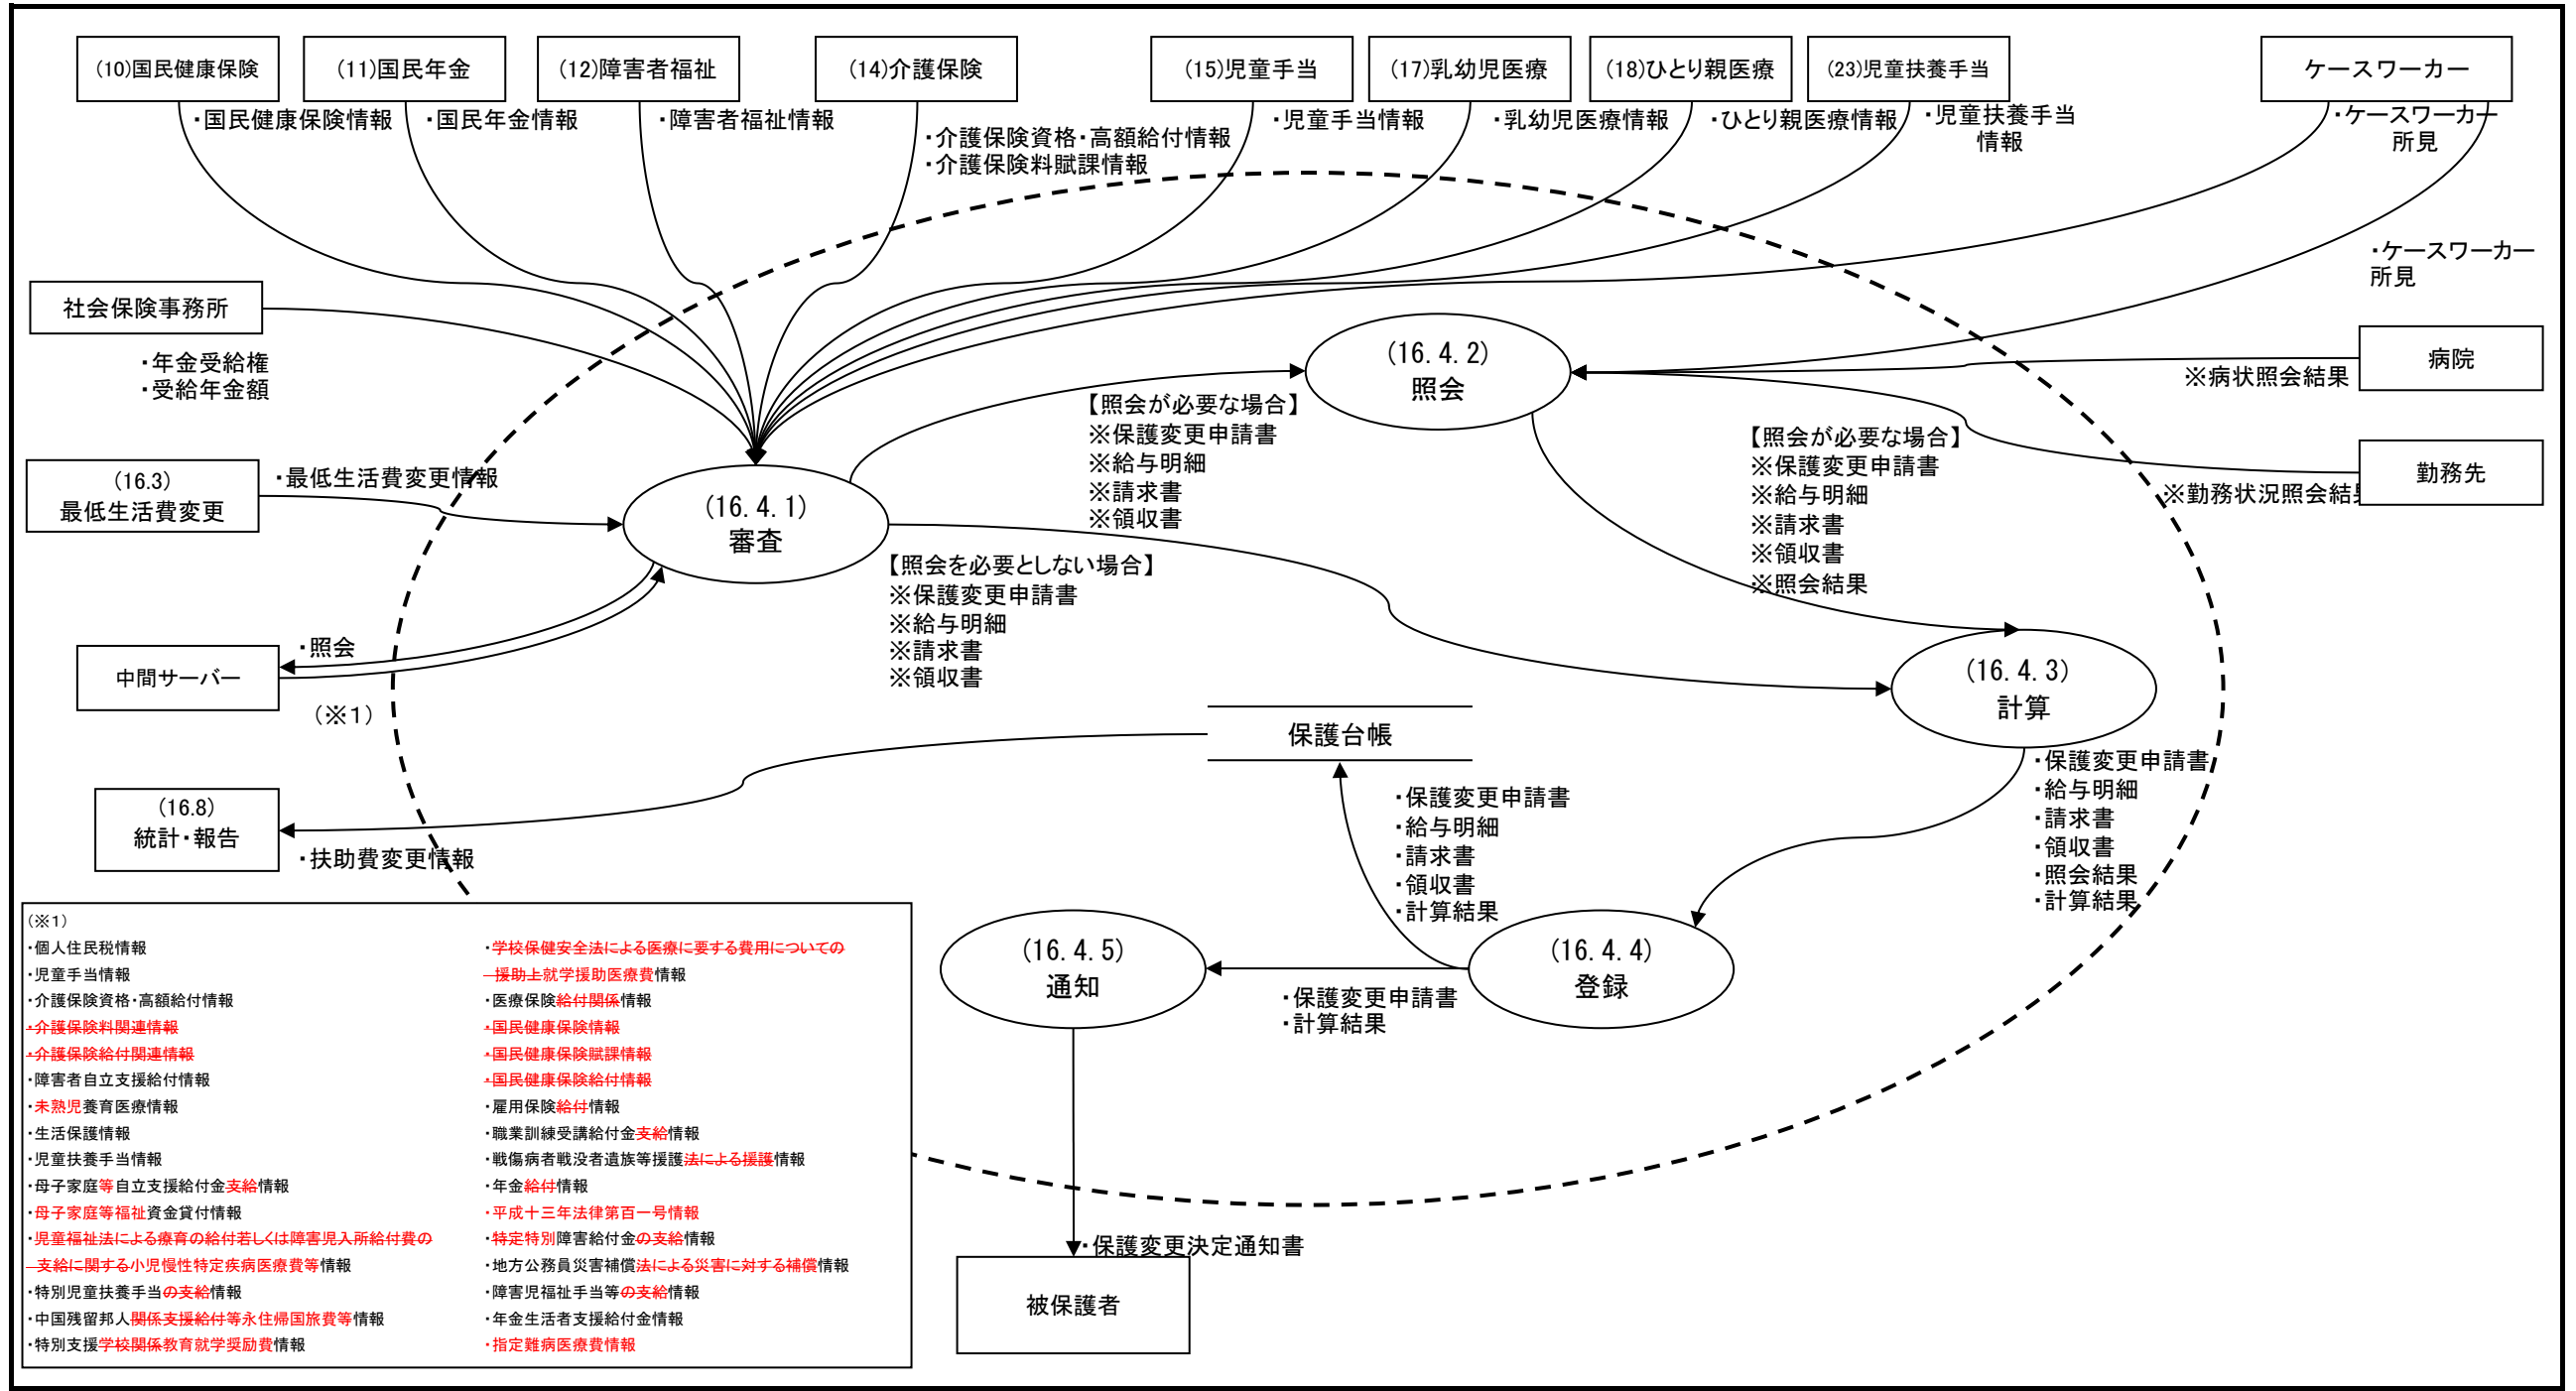 (10)国民健康保険
(11)国民年金
(12)障害者福祉
(14)介護保険
(15)児童手当
(17)乳幼児医療
(18)ひとり親医療
(23)児童扶養手当
ケースワーカー
・国民健康保険情報
・国民年金情報
・障害者福祉情報
・介護保険資格・高額給付情報
・介護保険料賦課情報
・児童手当情報
・乳幼児医療情報
・ひとり親医療情報
・児童扶養手当
情報
・ケースワーカー
所見
・ケースワーカー
所見
社会保険事務所
・年金受給権
・受給年金額
(16.4.2)
照会
病院
※病状照会結果
【照会が必要な場合】
※保護変更申請書
※給与明細
※請求書
※領収書
【照会が必要な場合】
※保護変更申請書
※給与明細
※請求書
※領収書
※照会結果
勤務先
※勤務状況照会結果
(16.3)
最低生活費変更
・最低生活費変更情報
(16.4.1)
審査
【照会を必要としない場合】
※保護変更申請書
※給与明細
※請求書
※領収書
中間サーバー
・照会
(※1)
(16.4.3)
計算
保護台帳
(16.8)
統計・報告
・扶助費変更情報
・保護変更申請書
・給与明細
・請求書
・領収書
・計算結果
・保護変更申請書
・給与明細
・請求書
・領収書
・照会結果
・計算結果
(16.4.5)
通知
(16.4.4)
登録
・保護変更申請書
・計算結果
・保護変更決定通知書
被保護者
(※1)
・個人住民税情報
・児童手当情報
・介護保険資格・高額給付情報
・介護保険料関連情報
・介護保険給付関連情報
・障害者自立支援給付情報
・未熟児養育医療情報
・生活保護情報
・児童扶養手当情報
・母子家庭等自立支援給付金支給情報
・母子家庭等福祉資金貸付情報
・児童福祉法による療育の給付若しくは障害児入所給付費の
支給に関する小児慢性特定疾病医療費等情報
・特別児童扶養手当の支給情報
・中国残留邦人関係支援給付等永住帰国旅費等情報
・特別支援学校関係教育就学奨励費情報
・学校保健安全法による医療に要する費用についての
援助上就学援助医療費情報
・医療保険給付関係情報
・国民健康保険情報
・国民健康保険賦課情報
・国民健康保険給付情報
・雇用保険給付情報
・職業訓練受講給付金支給情報
・戦傷病者戦没者遺族等援護法による援護情報
・年金給付情報
・平成十三年法律第百一号情報
・特定特別障害給付金の支給情報
・地方公務員災害補償法による災害に対する補償情報
・障害児福祉手当等の支給情報
・年金生活者支援給付金情報
・指定難病医療費情報